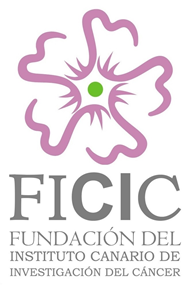 FICIC
FUNDACIÓN DEL
INSTITUTO CANARIO DE
INVESTIGACIÓN DEL CÁNCER